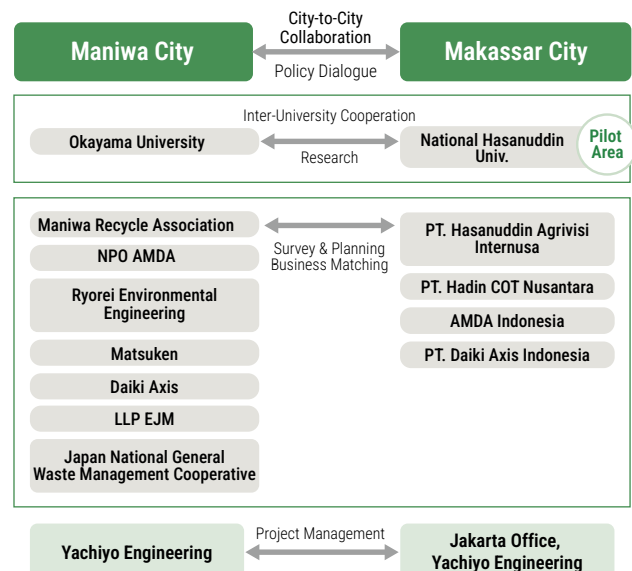 City-to-City
Collaboration
Maniwa City
Makassar City
Policy Dialogue
Inter-University Cooperation
Okayama University
National Hasanuddin
Univ.
Pilot
Area
Research
Maniwa Recycle Association
PT. Hasanuddin Agrivisi
Internusa
Survey & Planning
Business Matching
NPO AMDA
Ryorei Environmental
Engineering
PT. Hadin COT Nusantara
AMDA Indonesia
Matsuken
PT. Daiki Axis Indonesia
Daiki Axis
LLP EJM
Japan National General
Waste Management Cooperative
Yachiyo Engineering
Project Management
Jakarta Office,
Yachiyo Engineering